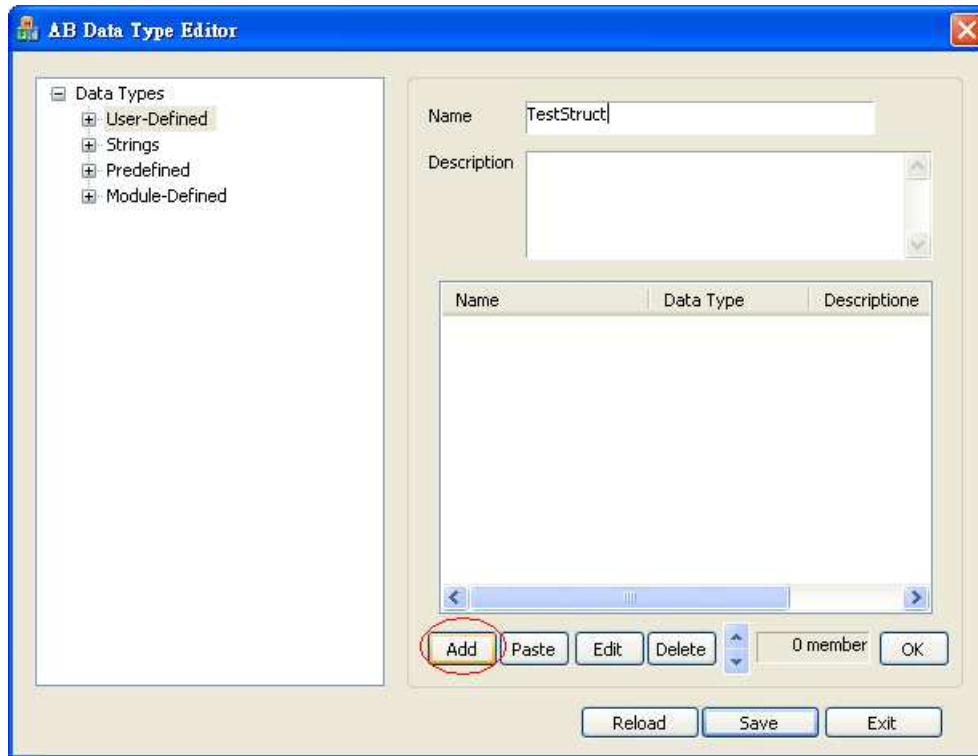 AB Data Type Editor
Data Types
User-Defined
Strings
Predefined
Module-Defined
Name TestStruct
Description
Name Data Type Descriptione
Add Paste Edit Delete 0 member OK
Reload Save Exit